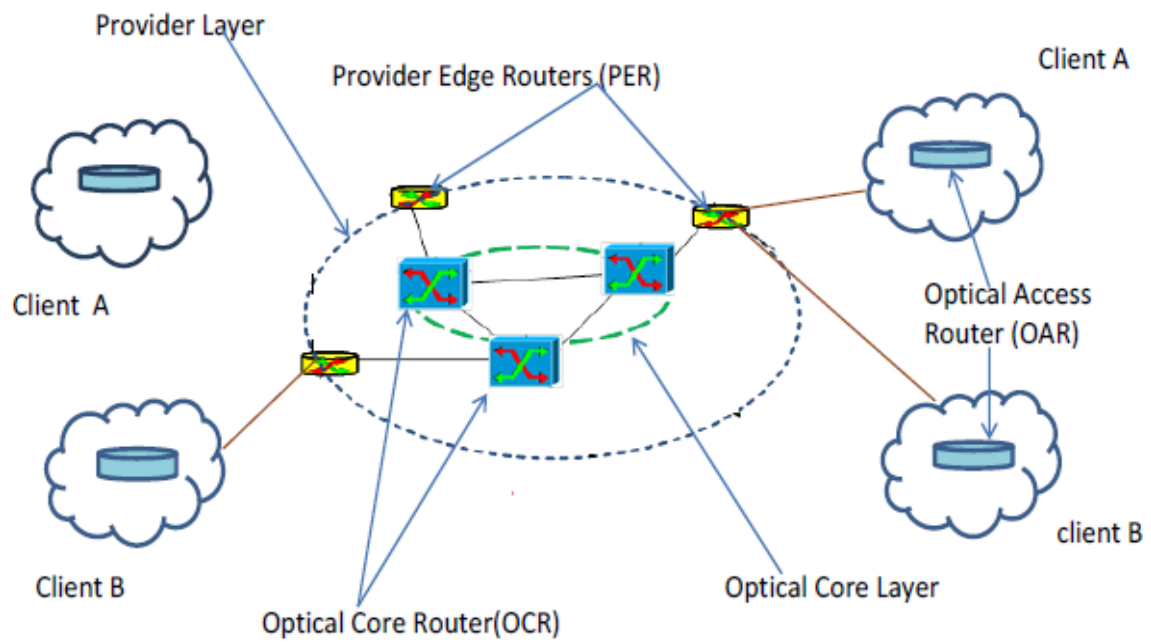 Provider Layer
Provider Edge Routers (PER)
Client A
Client A
Optical Access
Router (OAR)
Client B
Optical Core Router(OCR)
Optical Core Layer
client B